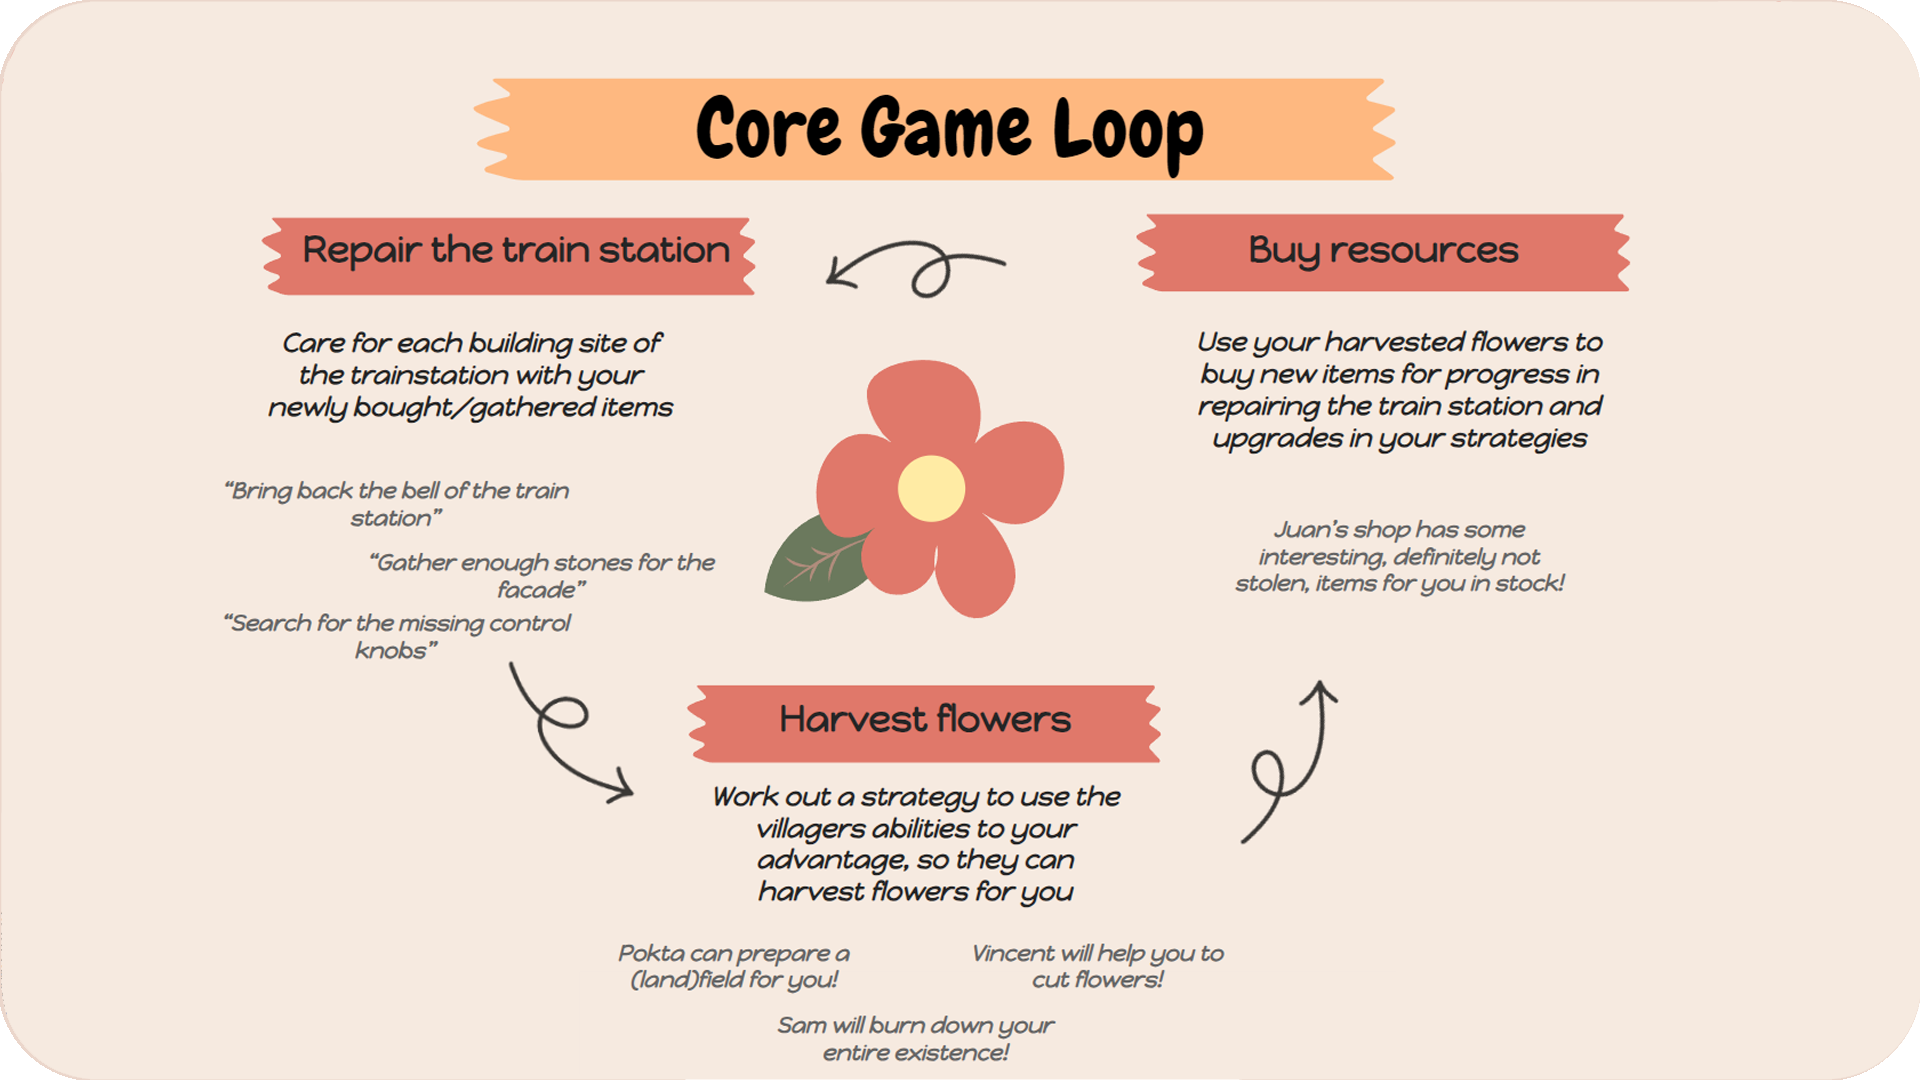 Core Game Loop
Repair the train station
Care for each building site of
the trainstation with your
newly bought/gathered items
“Bring back the bell of the train
station”
“Gather enough stones for the
facade”
“Search for the missing control
knobs”
Buy resources
Use your harvested flowers to
buy new items for progress in
repairing the train station and
upgrades in your strategies
Juan’s shop has some
interesting, definitely not
stolen, items for you in stock!
Harvest flowers
Work out a strategy to use the
villagers abilities to your
advantage, so they can
harvest flowers for you
Pokta can prepare a
(land)field for you!
Vincent will help you to
cut flowers!
Sam will burn down your
entire existence!